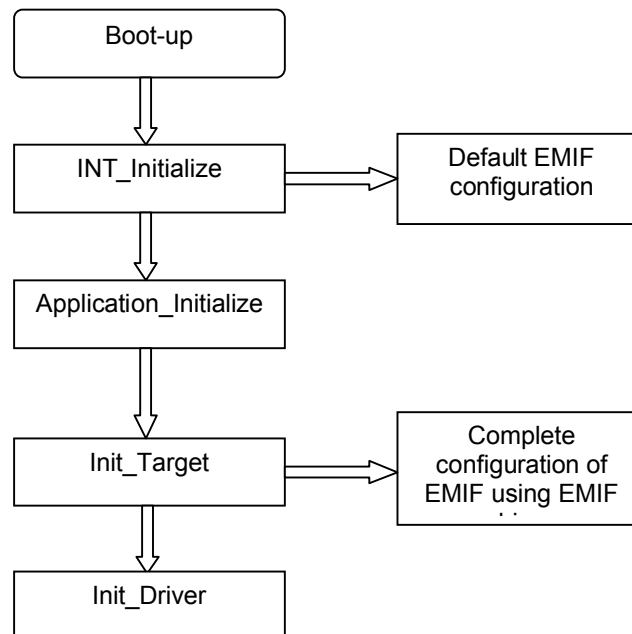 Boot-up
INT_Initialize
Default EMIF
configuration
Application_Initialize
Init_Target
Complete
configuration of
EMIF using EMIF
Init_Driver